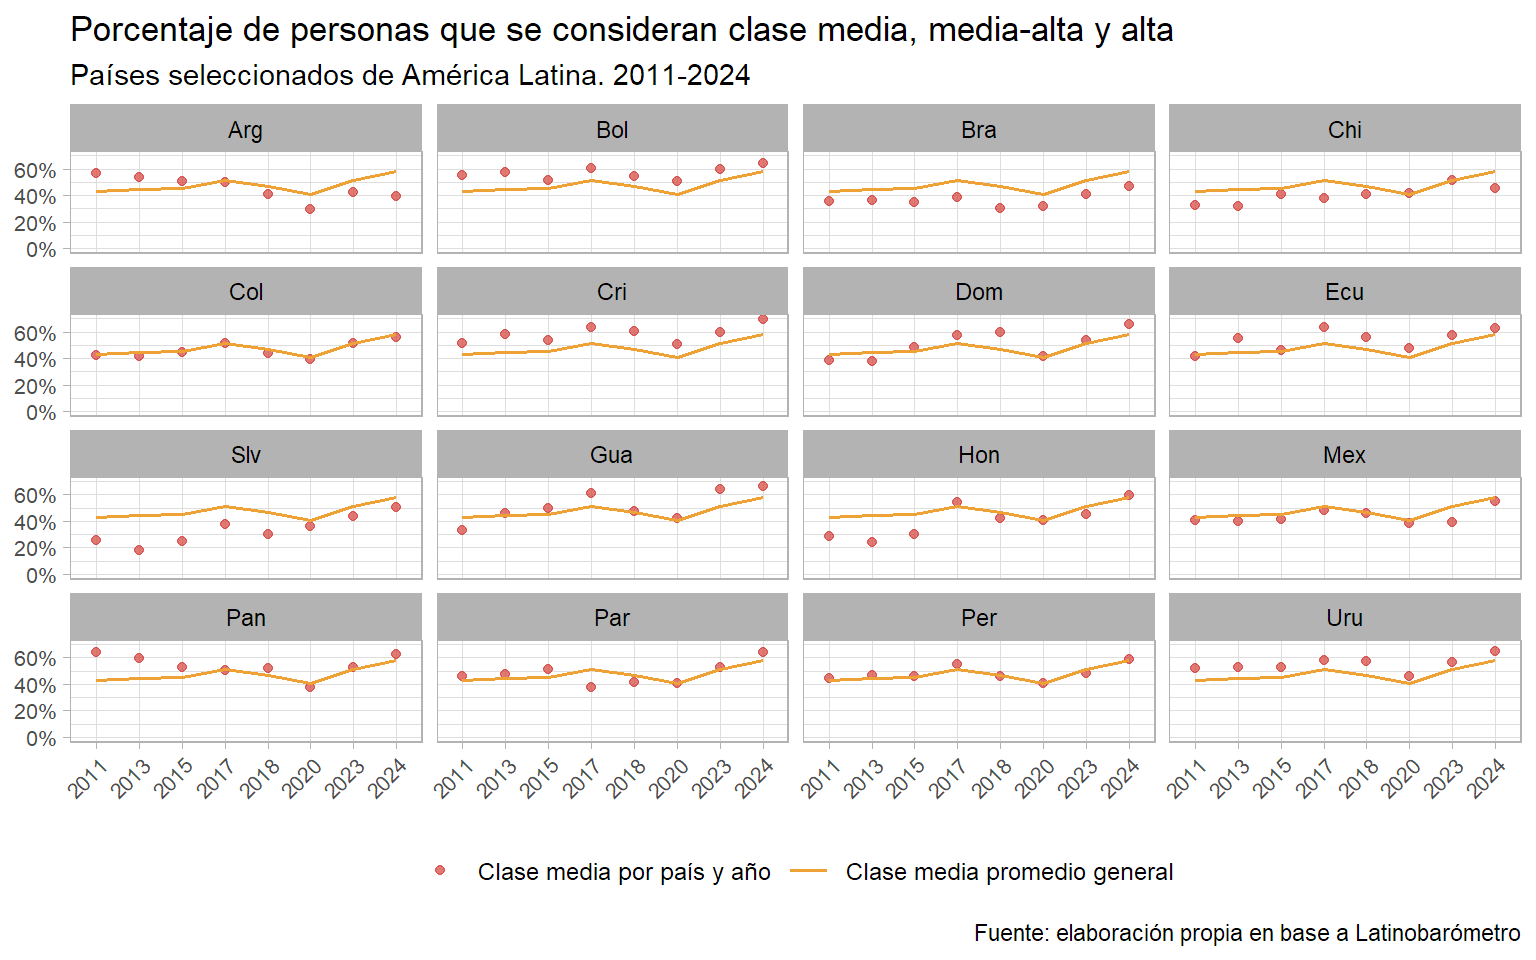 Porcentaje de personas que se consideran clase media, media-alta y alta
Países seleccionados de América Latina. 2011-2024
Arg Bol Bra Chi
60%
40%
20%
0%
Col Cri Dom Ecu
60%
40%
20%
0%
Slv Gua Hon Mex
60%
40%
20%
0%
Pan Par Per Uru
60%
40%
20%
0%
2011 2013 2015 2017 2018 2020 2023 2024 2011 2013 2015 2017 2018 2020 2023 2024 2011 2013 2015 2017 2018 2020 2023 2024 2011 2013 2015 2017 2018 2020 2023 2024
Clase media por país y año Clase media promedio general
Fuente: elaboración propia en base a Latinobarómetro